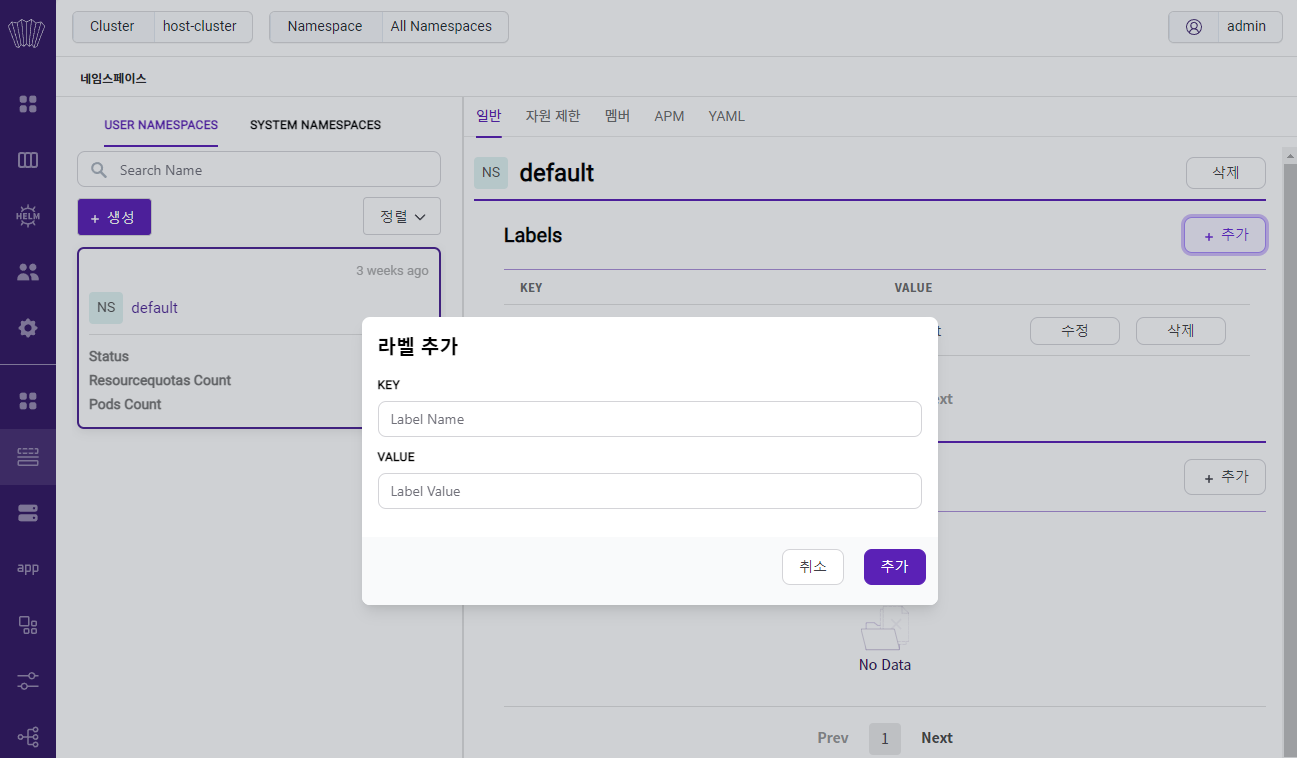 Cluster host-cluster Namespace All Namespaces admin
네임스페이스
USER NAMESPACES SYSTEM NAMESPACES
Search Name
+ 생성 정렬
3 weeks ago
NS default
Status
Resourcequotas Count
Pods Count
HELM
app
일반 자원 제한 멤버 APM YAML
NS default 삭제
Labels + 추가
KEY VALUE
수정 삭제
+ 추가
No Data
Prev 1 Next
라벨 추가
KEY
Label Name
VALUE
Label Value
취소 추가